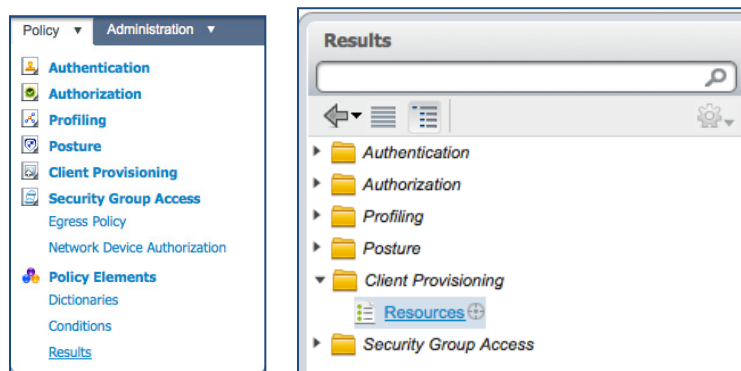 Policy ▼ Administration ▼
Authentication
Authorization
Profiling
Posture
Client Provisioning
Security Group Access
Egress Policy
Network Device Authorization
Policy Elements
Dictionaries
Conditions
Results
Results
Authentication
Authorization
Profiling
Posture
Client Provisioning
Resources
Security Group Access